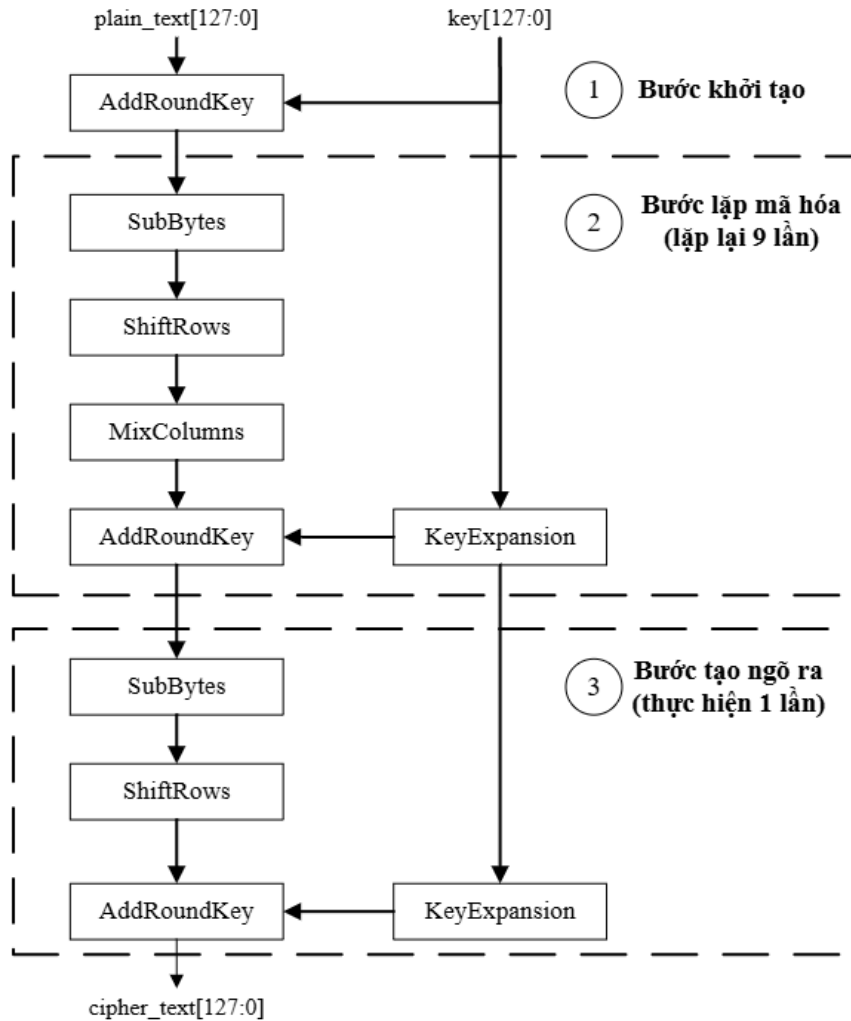 plain_text[127:0]
key[127:0]
AddRoundKey
1
Bước khởi tạo
SubBytes
2
Bước lặp mã hóa
(lặp lại 9 lần)
ShiftRows
MixColumns
AddRoundKey
KeyExpansion
SubBytes
3
Bước tạo ngõ ra
(thực hiện 1 lần)
ShiftRows
AddRoundKey
KeyExpansion
cipher_text[127:0]